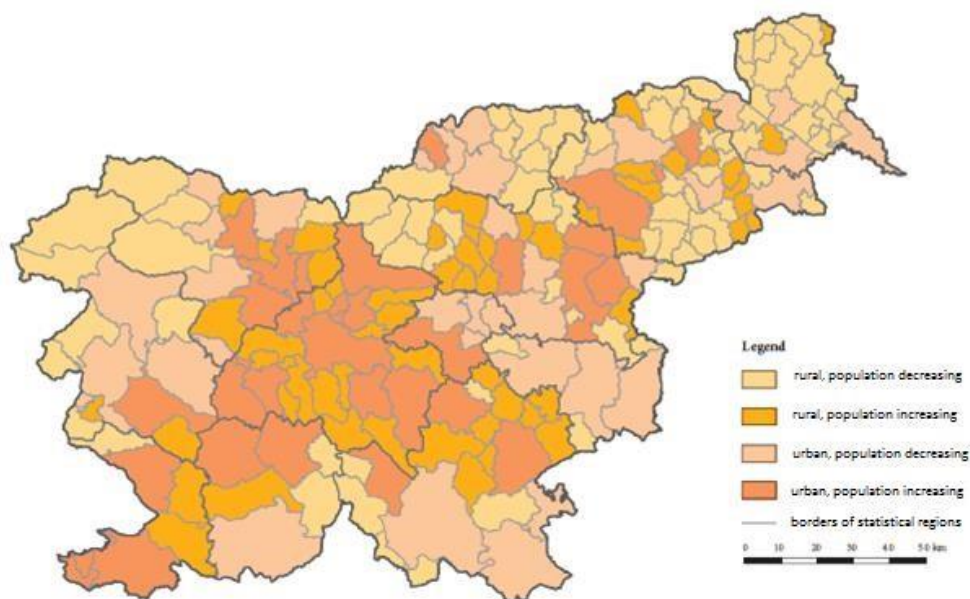 Legend
rural, population decreasing
rural, population increasing
urban, population decreasing
urban, population increasing
borders of statistical regions
0 10 20 30 40 50 km